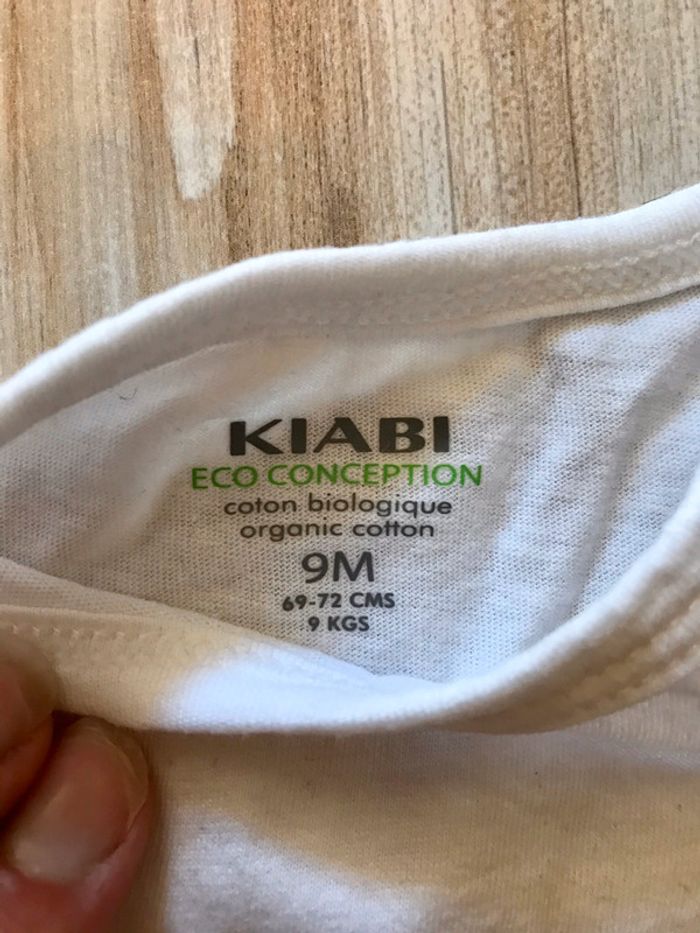 KIABI
ECO CONCEPTION
coton biologique
organic cotton
9M
69-72 CMS
9 KGS